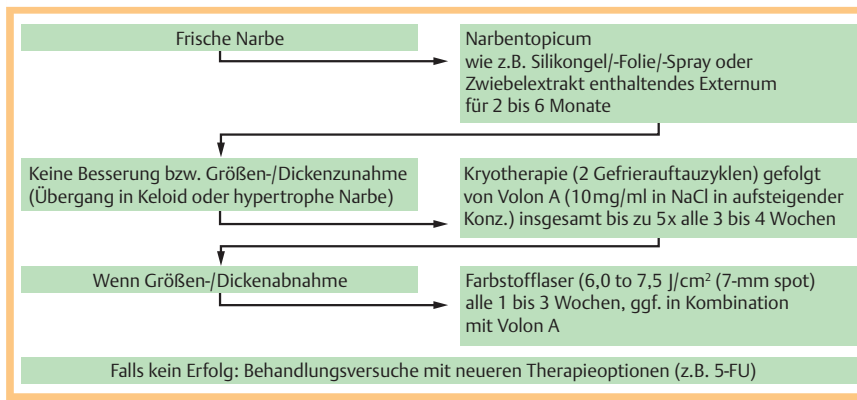 Frische Narbe
Narbentopicum
wie z.B. Silikongel/-Folie/-Spray oder
Zwiebelextrakt enthaltendes Externum
für 2 bis 6 Monate
Keine Besserung bzw. Größen-/Dickenzunahme
(Übergang in Keloid oder hypertrophe Narbe)
Kryotherapie (2 Gefrierauftauzyklen) gefolgt
von Volon A (10 mg/ml in NaCl in aufsteigender
Konz.) insgesamt bis zu 5x alle 3 bis 4 Wochen
Wenn Größen-/Dickenabnahme
Farbstofflaser (6,0 to 7,5 J/cm² (7-mm spot)
alle 1 bis 3 Wochen, ggf. in Kombination
mit Volon A
Falls kein Erfolg: Behandlungsversuche mit neueren Therapieoptionen (z.B. 5-FU)